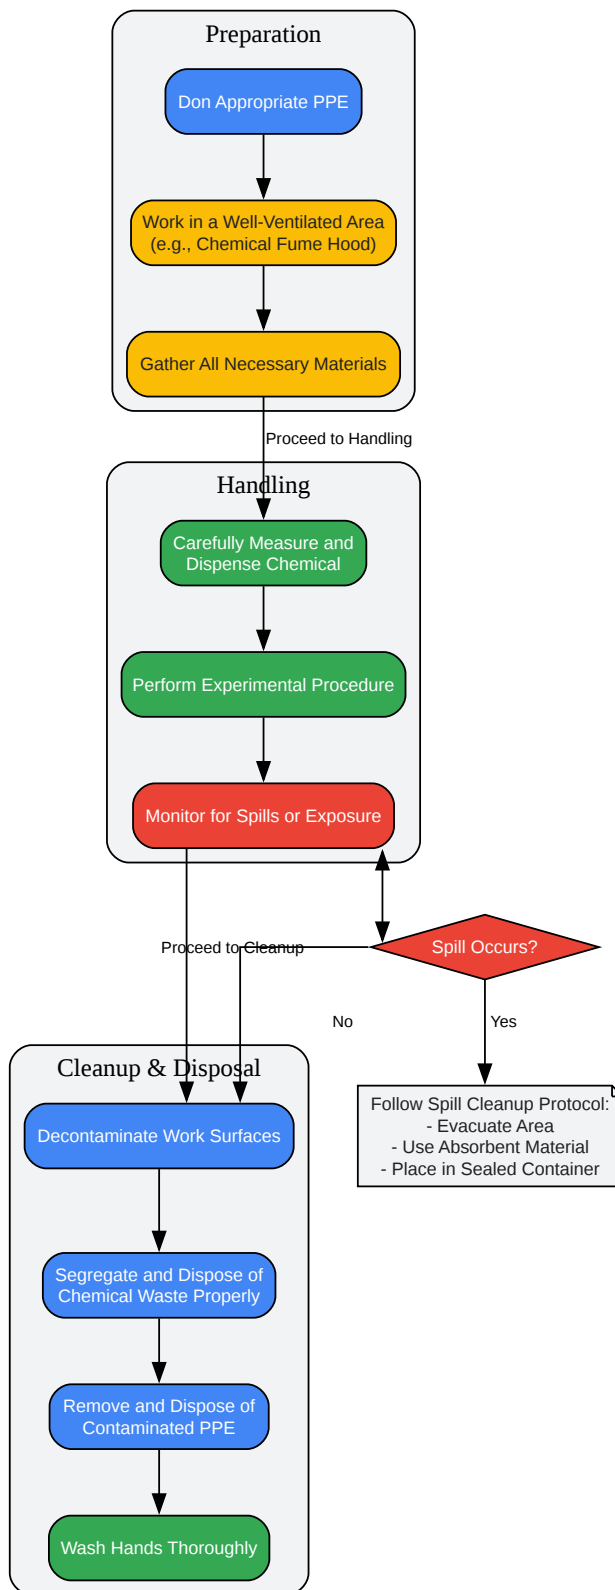 Preparation
Don Appropriate PPE
Work in a Well-Ventilated Area
(e.g., Chemical Fume Hood)
Gather All Necessary Materials
Proceed to Handling
Handling
Carefully Measure and
Dispense Chemical
Perform Experimental Procedure
Monitor for Spills or Exposure
Proceed to Cleanup
Spill Occurs?
No
Yes
Cleanup & Disposal
Decontaminate Work Surfaces
Follow Spill Cleanup Protocol:
- Evacuate Area
- Use Absorbent Material
- Place in Sealed Container
Segregate and Dispose of
Chemical Waste Properly
Remove and Dispose of
Contaminated PPE
Wash Hands Thoroughly